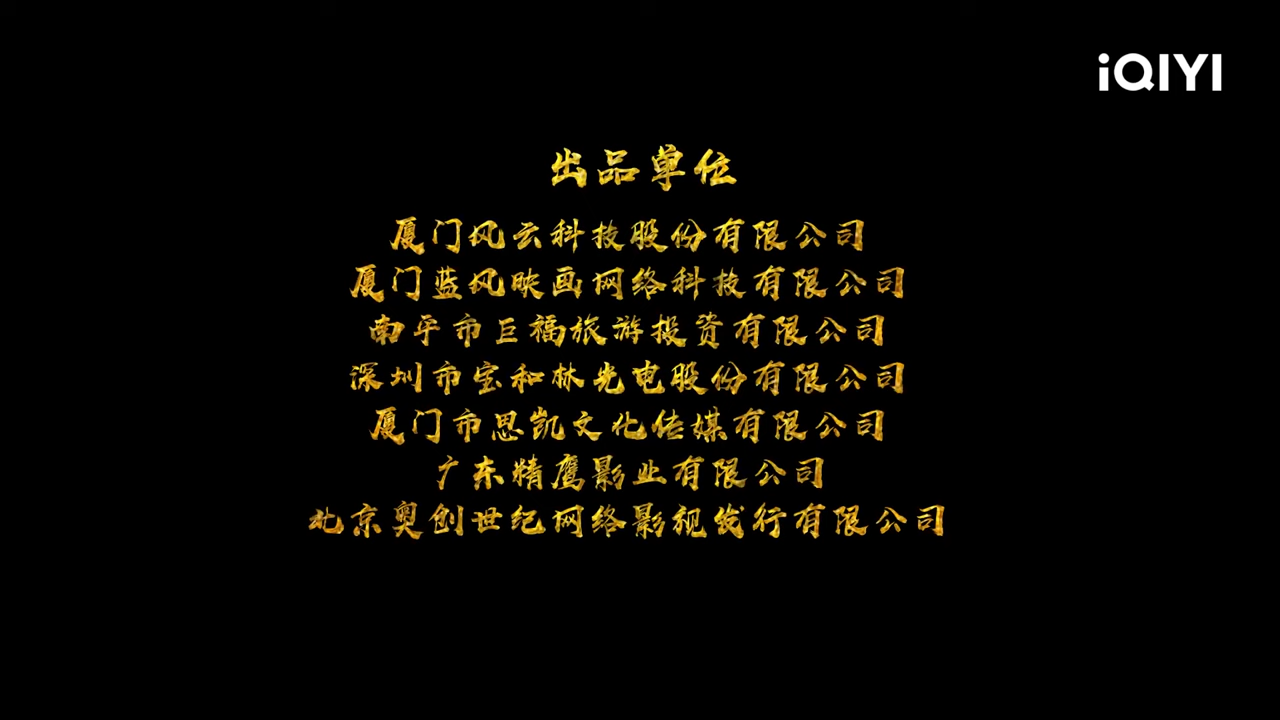 iQIYI
出品单位
厦门风云科技股份有限公司
厦门蓝风映画网络科技有限公司
南平市巨福旅游投资有限公司
深圳市宝和林光电股份有限公司
厦门市思凯文化传媒有限公司
广东精鹰影业有限公司
北京奥创世纪网络影视发行有限公司